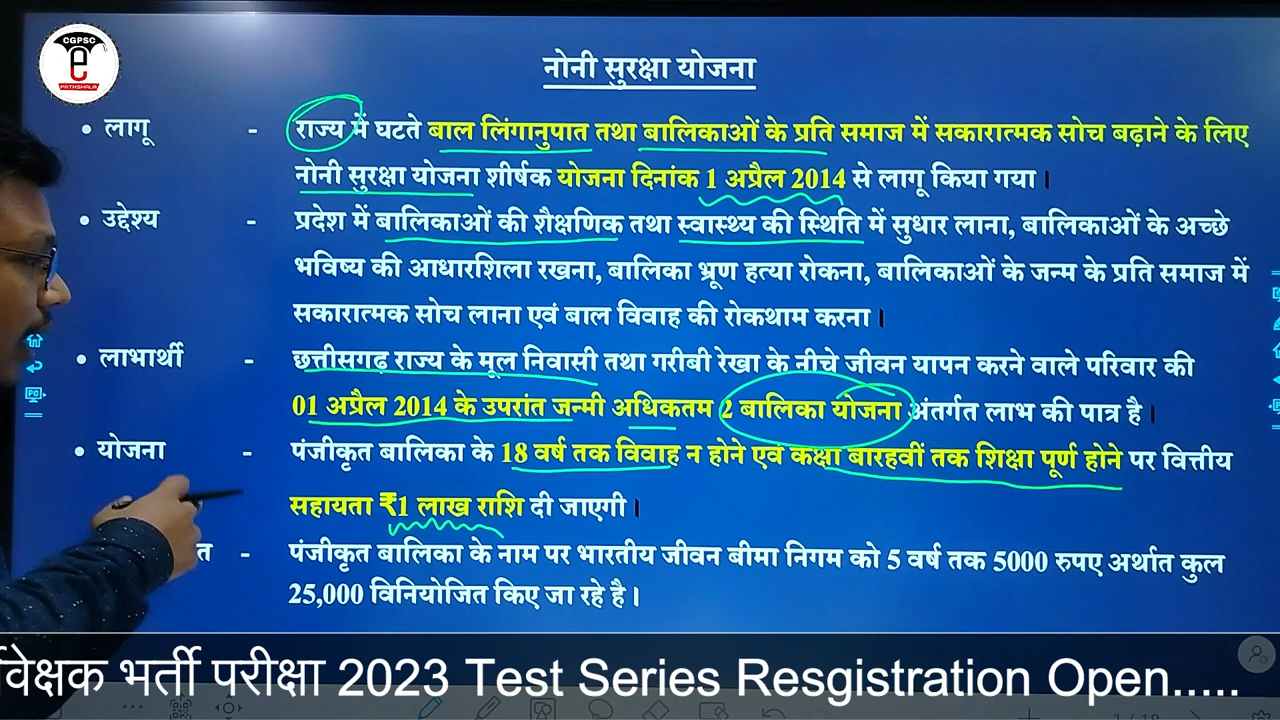 CGPSC
e
PATHSHALA
नोनी सुरक्षा योजना
• लागू - राज्य में घटते बाल लिंगानुपात तथा बालिकाओं के प्रति समाज में सकारात्मक सोच बढ़ाने के लिए
नोनी सुरक्षा योजना शीर्षक योजना दिनांक 1 अप्रैल 2014 से लागू किया गया |
• उद्देश्य - प्रदेश में बालिकाओं की शैक्षणिक तथा स्वास्थ्य की स्थिति में सुधार लाना, बालिकाओं के अच्छे
भविष्य की आधारशिला रखना, बालिका भ्रूण हत्या रोकना, बालिकाओं के जन्म के प्रति समाज में
सकारात्मक सोच लाना एवं बाल विवाह की रोकथाम करना |
• लाभार्थी - छत्तीसगढ़ राज्य के मूल निवासी तथा गरीबी रेखा के नीचे जीवन यापन करने वाले परिवार की
01 अप्रैल 2014 के उपरांत जन्मी अधिकतम 2 बालिका योजना अंतर्गत लाभ की पात्र है |
• योजना - पंजीकृत बालिका के 18 वर्ष तक विवाह न होने एवं कक्षा बारहवीं तक शिक्षा पूर्ण होने पर वित्तीय
सहायता ₹1 लाख राशि दी जाएगी |
त - पंजीकृत बालिका के नाम पर भारतीय जीवन बीमा निगम को 5 वर्ष तक 5000 रुपए अर्थात कुल
25,000 विनियोजित किए जा रहे है |
PC
र्वेक्षक भर्ती परीक्षा 2023 Test Series Resgistration Open.....